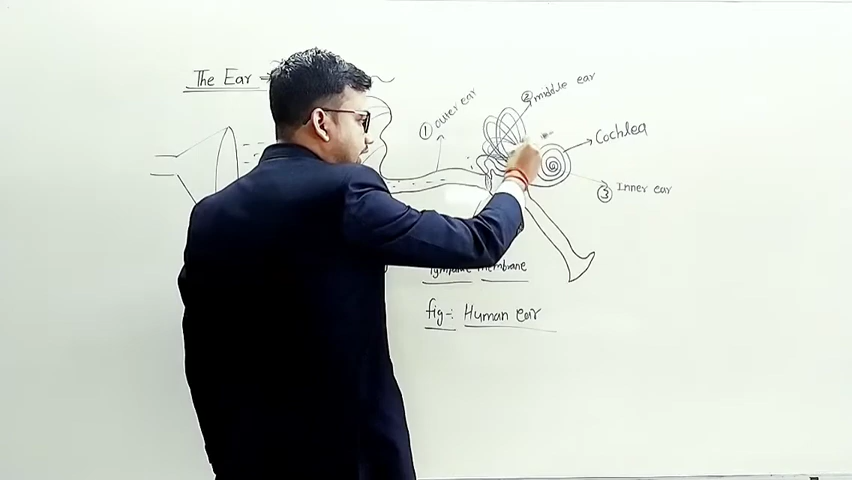 The Ear
① outer ear
② middle ear
Cochlea
③ Inner ear
membrane
fig-: Human ear